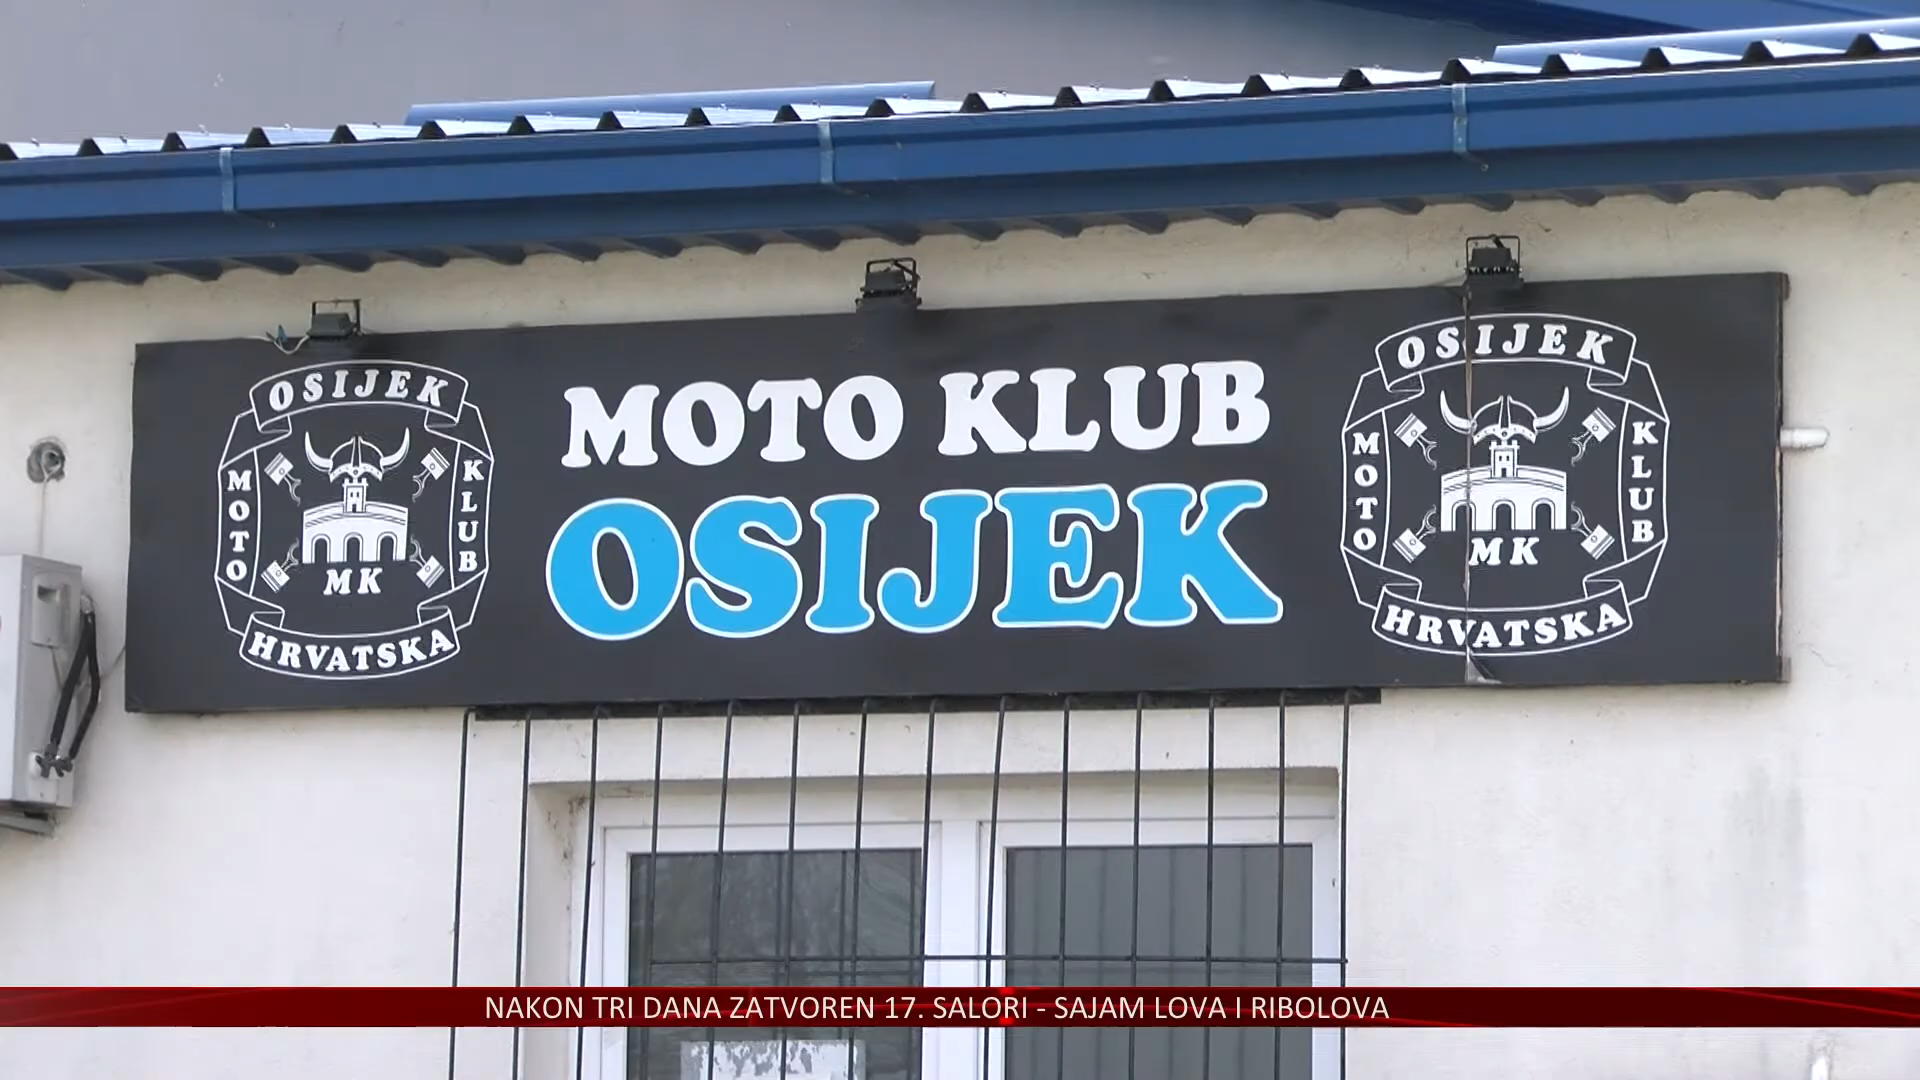 OSIJEK
MOTO
KLUB
MK
HRVATSKA
MOTO KLUB
OSIJEK
OSIJEK
MOTO
KLUB
MK
HRVATSKA
NAKON TRI DANA ZATVOREN 17. SALORI - SAJAM LOVA I RIBOLOVA